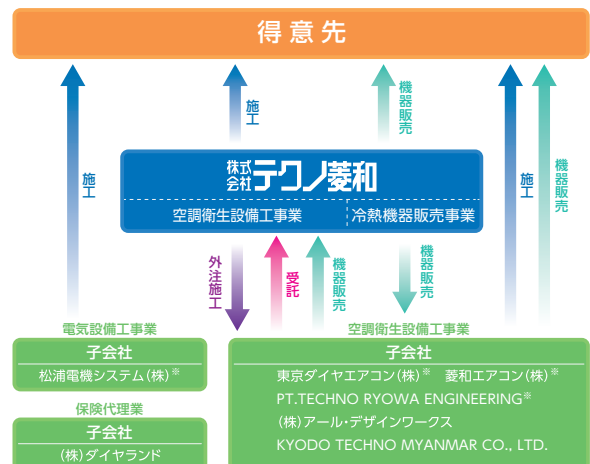 得意先
施工
施工
機器販売
施工
機器販売
株式会社テクノ菱和
空調衛生設備工事業
冷熱機器販売事業
外注施工
受託
機器販売
機器販売
電気設備工事業
子会社
松浦電機システム(株)※
保険代理業
子会社
(株)ダイヤランド
空調衛生設備工事業
子会社
東京ダイヤエアコン(株)※ 菱和エアコン(株)※
PT.TECHNO RYOWA ENGINEERING※
(株)アール・デザインワークス
KYODO TECHNO MYANMAR CO., LTD.